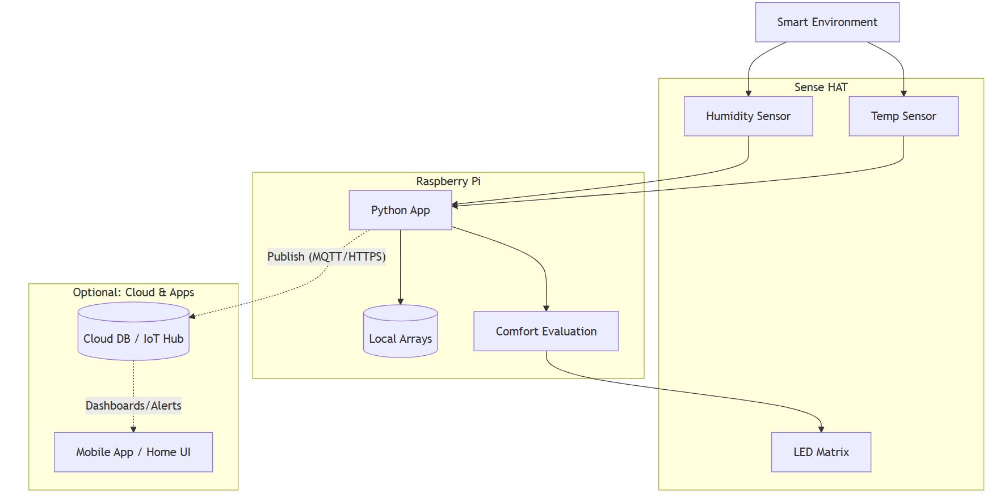 Smart Environment
Sense HAT
Humidity Sensor
Temp Sensor
Raspberry Pi
Python App
Publish (MQTT/HTTPS)
Optional: Cloud & Apps
Cloud DB / IoT Hub
Local Arrays
Comfort Evaluation
Dashboards/Alerts
Mobile App / Home UI
LED Matrix